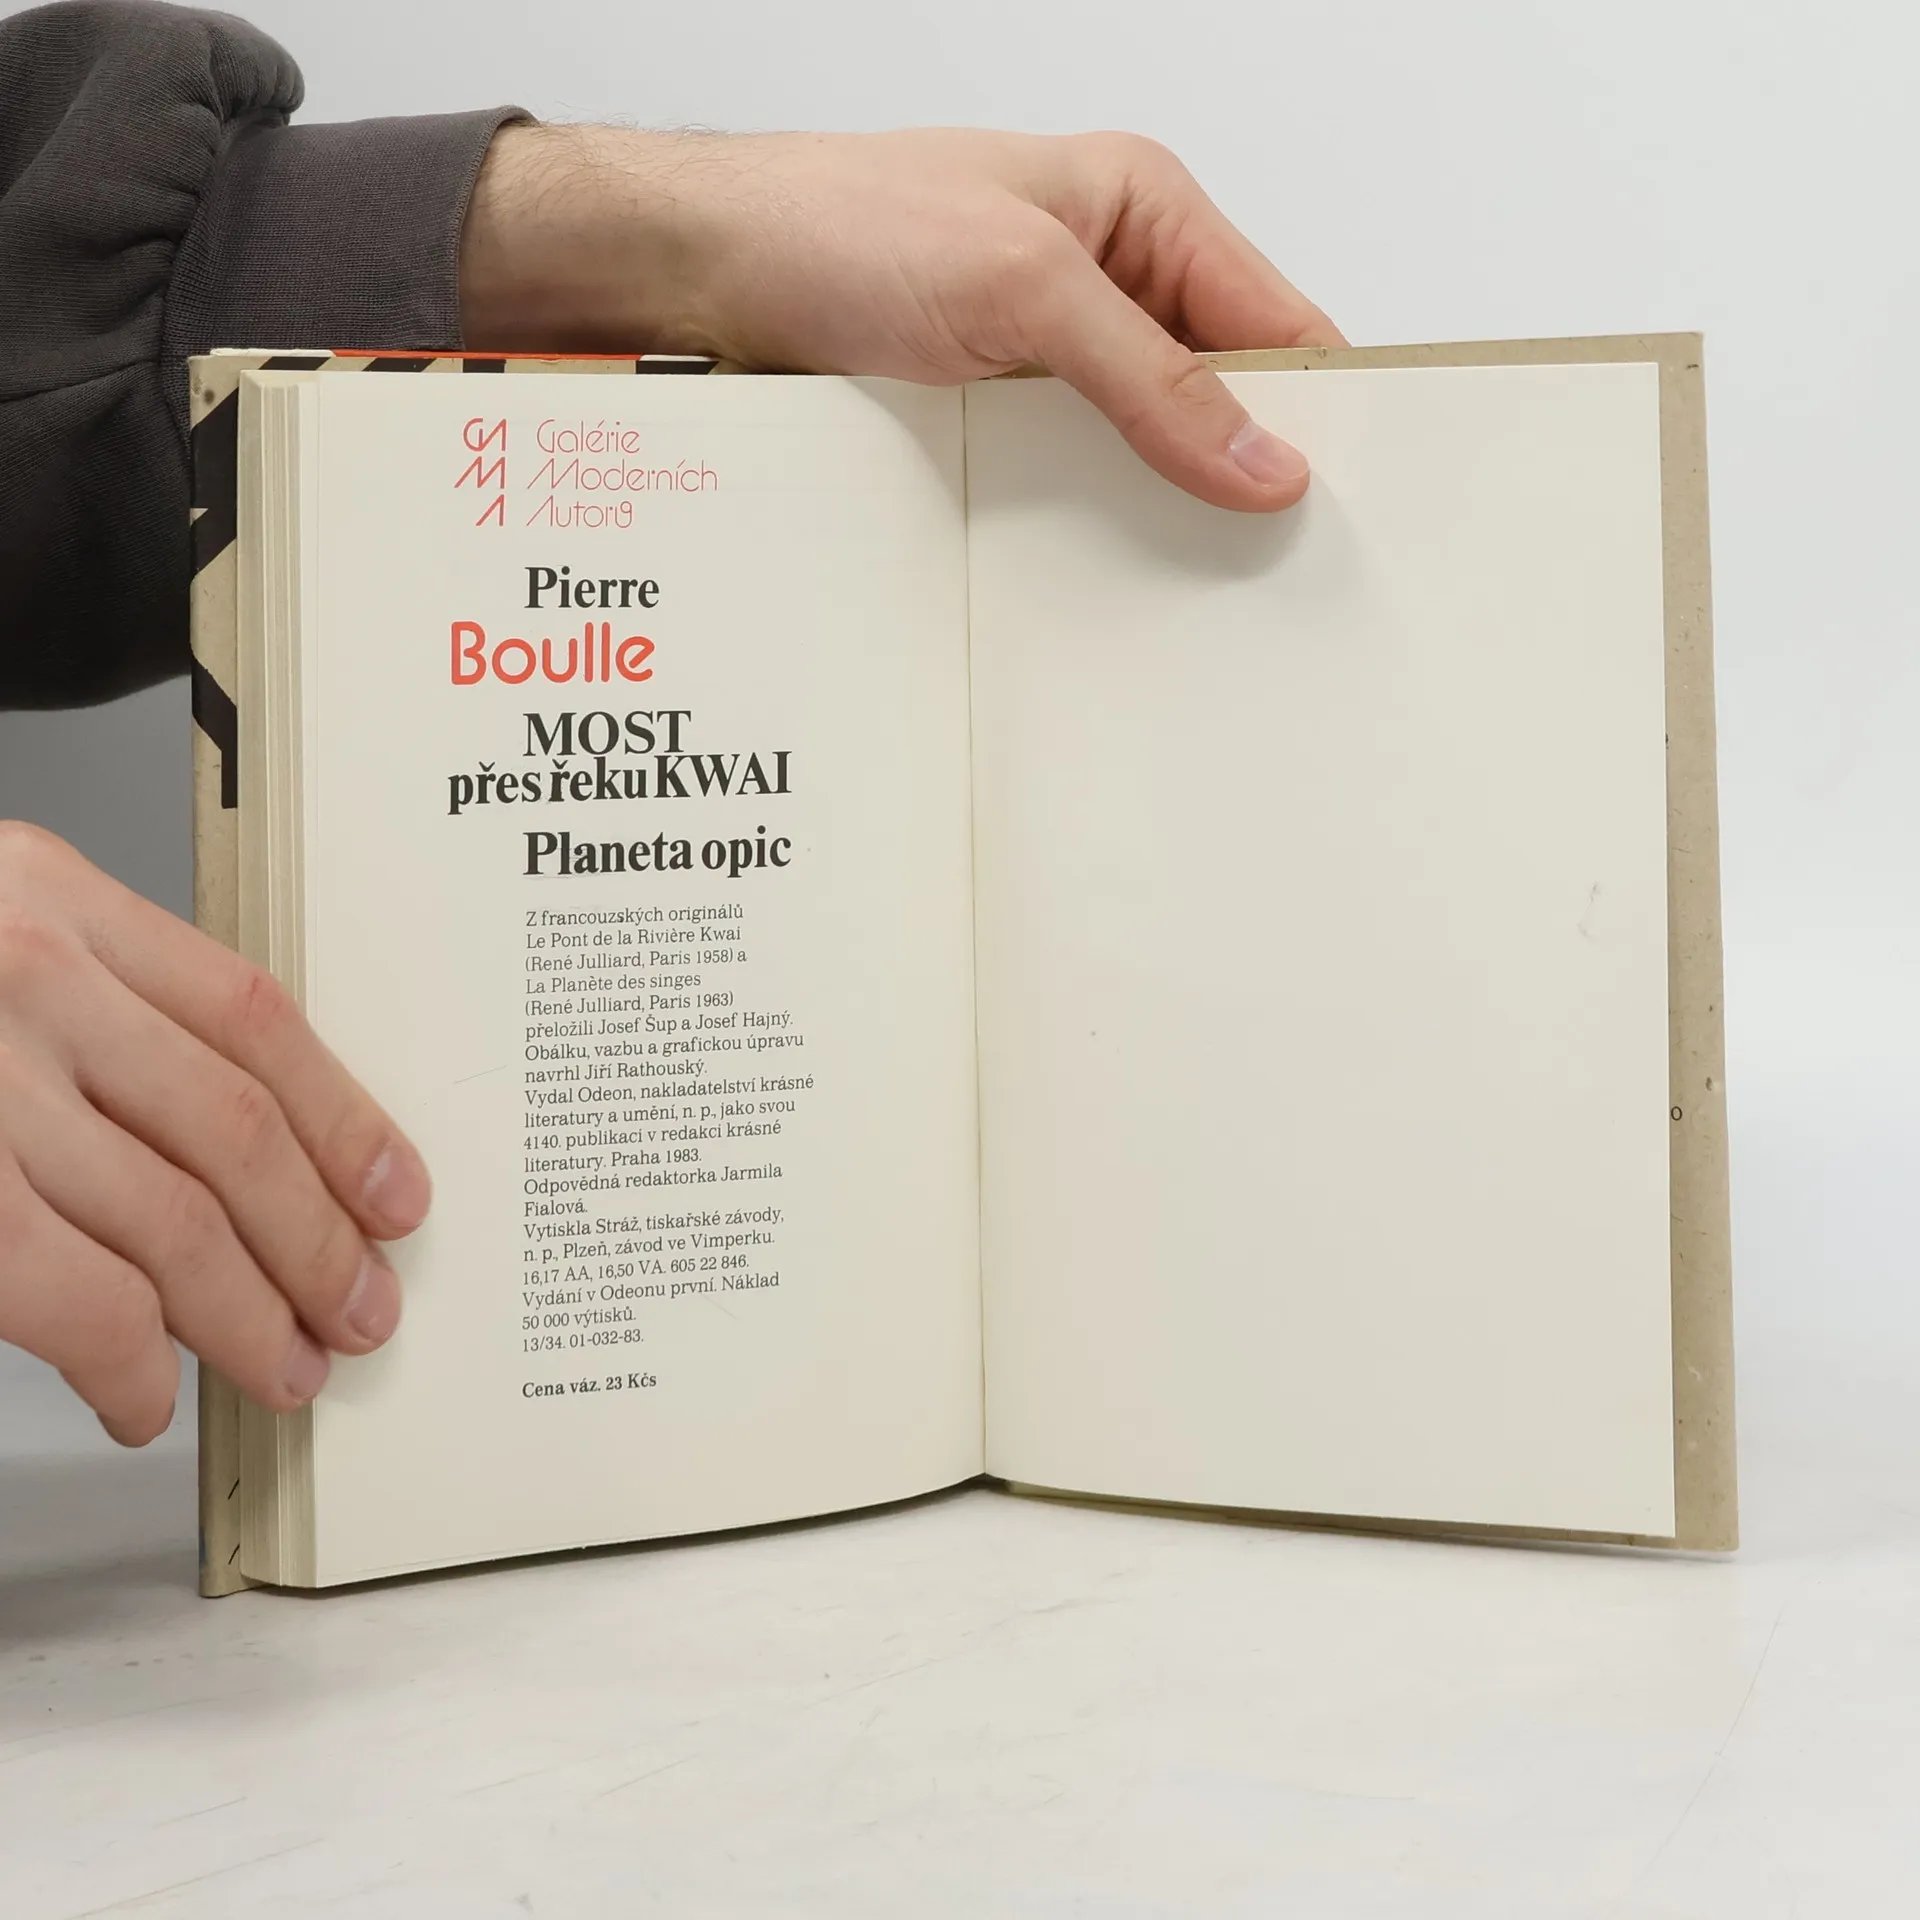 GMA Galérie
Moderních
Autorů
Pierre
Boulle
MOST
přes řeku KWAI
Planeta opic
Z francouzských originálů
Le Pont de la Rivière Kwai
(René Julliard, Paris 1958) a
La Planète des singes
(René Julliard, Paris 1963)
přeložili Josef Šup a Josef Hajný.
Obálku, vazbu a grafickou úpravu
navrhl Jiří Rathouský.
Vydal Odeon, nakladatelství krásné
literatury a umění, n. p., jako svou
4140. publikaci v redakci krásné
literatury. Praha 1983.
Odpovědná redaktorka Jarmila
Fialová.
Vytiskla Stráž, tiskařské závody,
n. p., Plzeň, závod ve Vimperku.
16,17 AA, 16,50 VA. 605 22 846.
Vydání v Odeonu první. Náklad
50 000 výtisků.
13/34. 01-032-83.
Cena váz. 23 Kčs